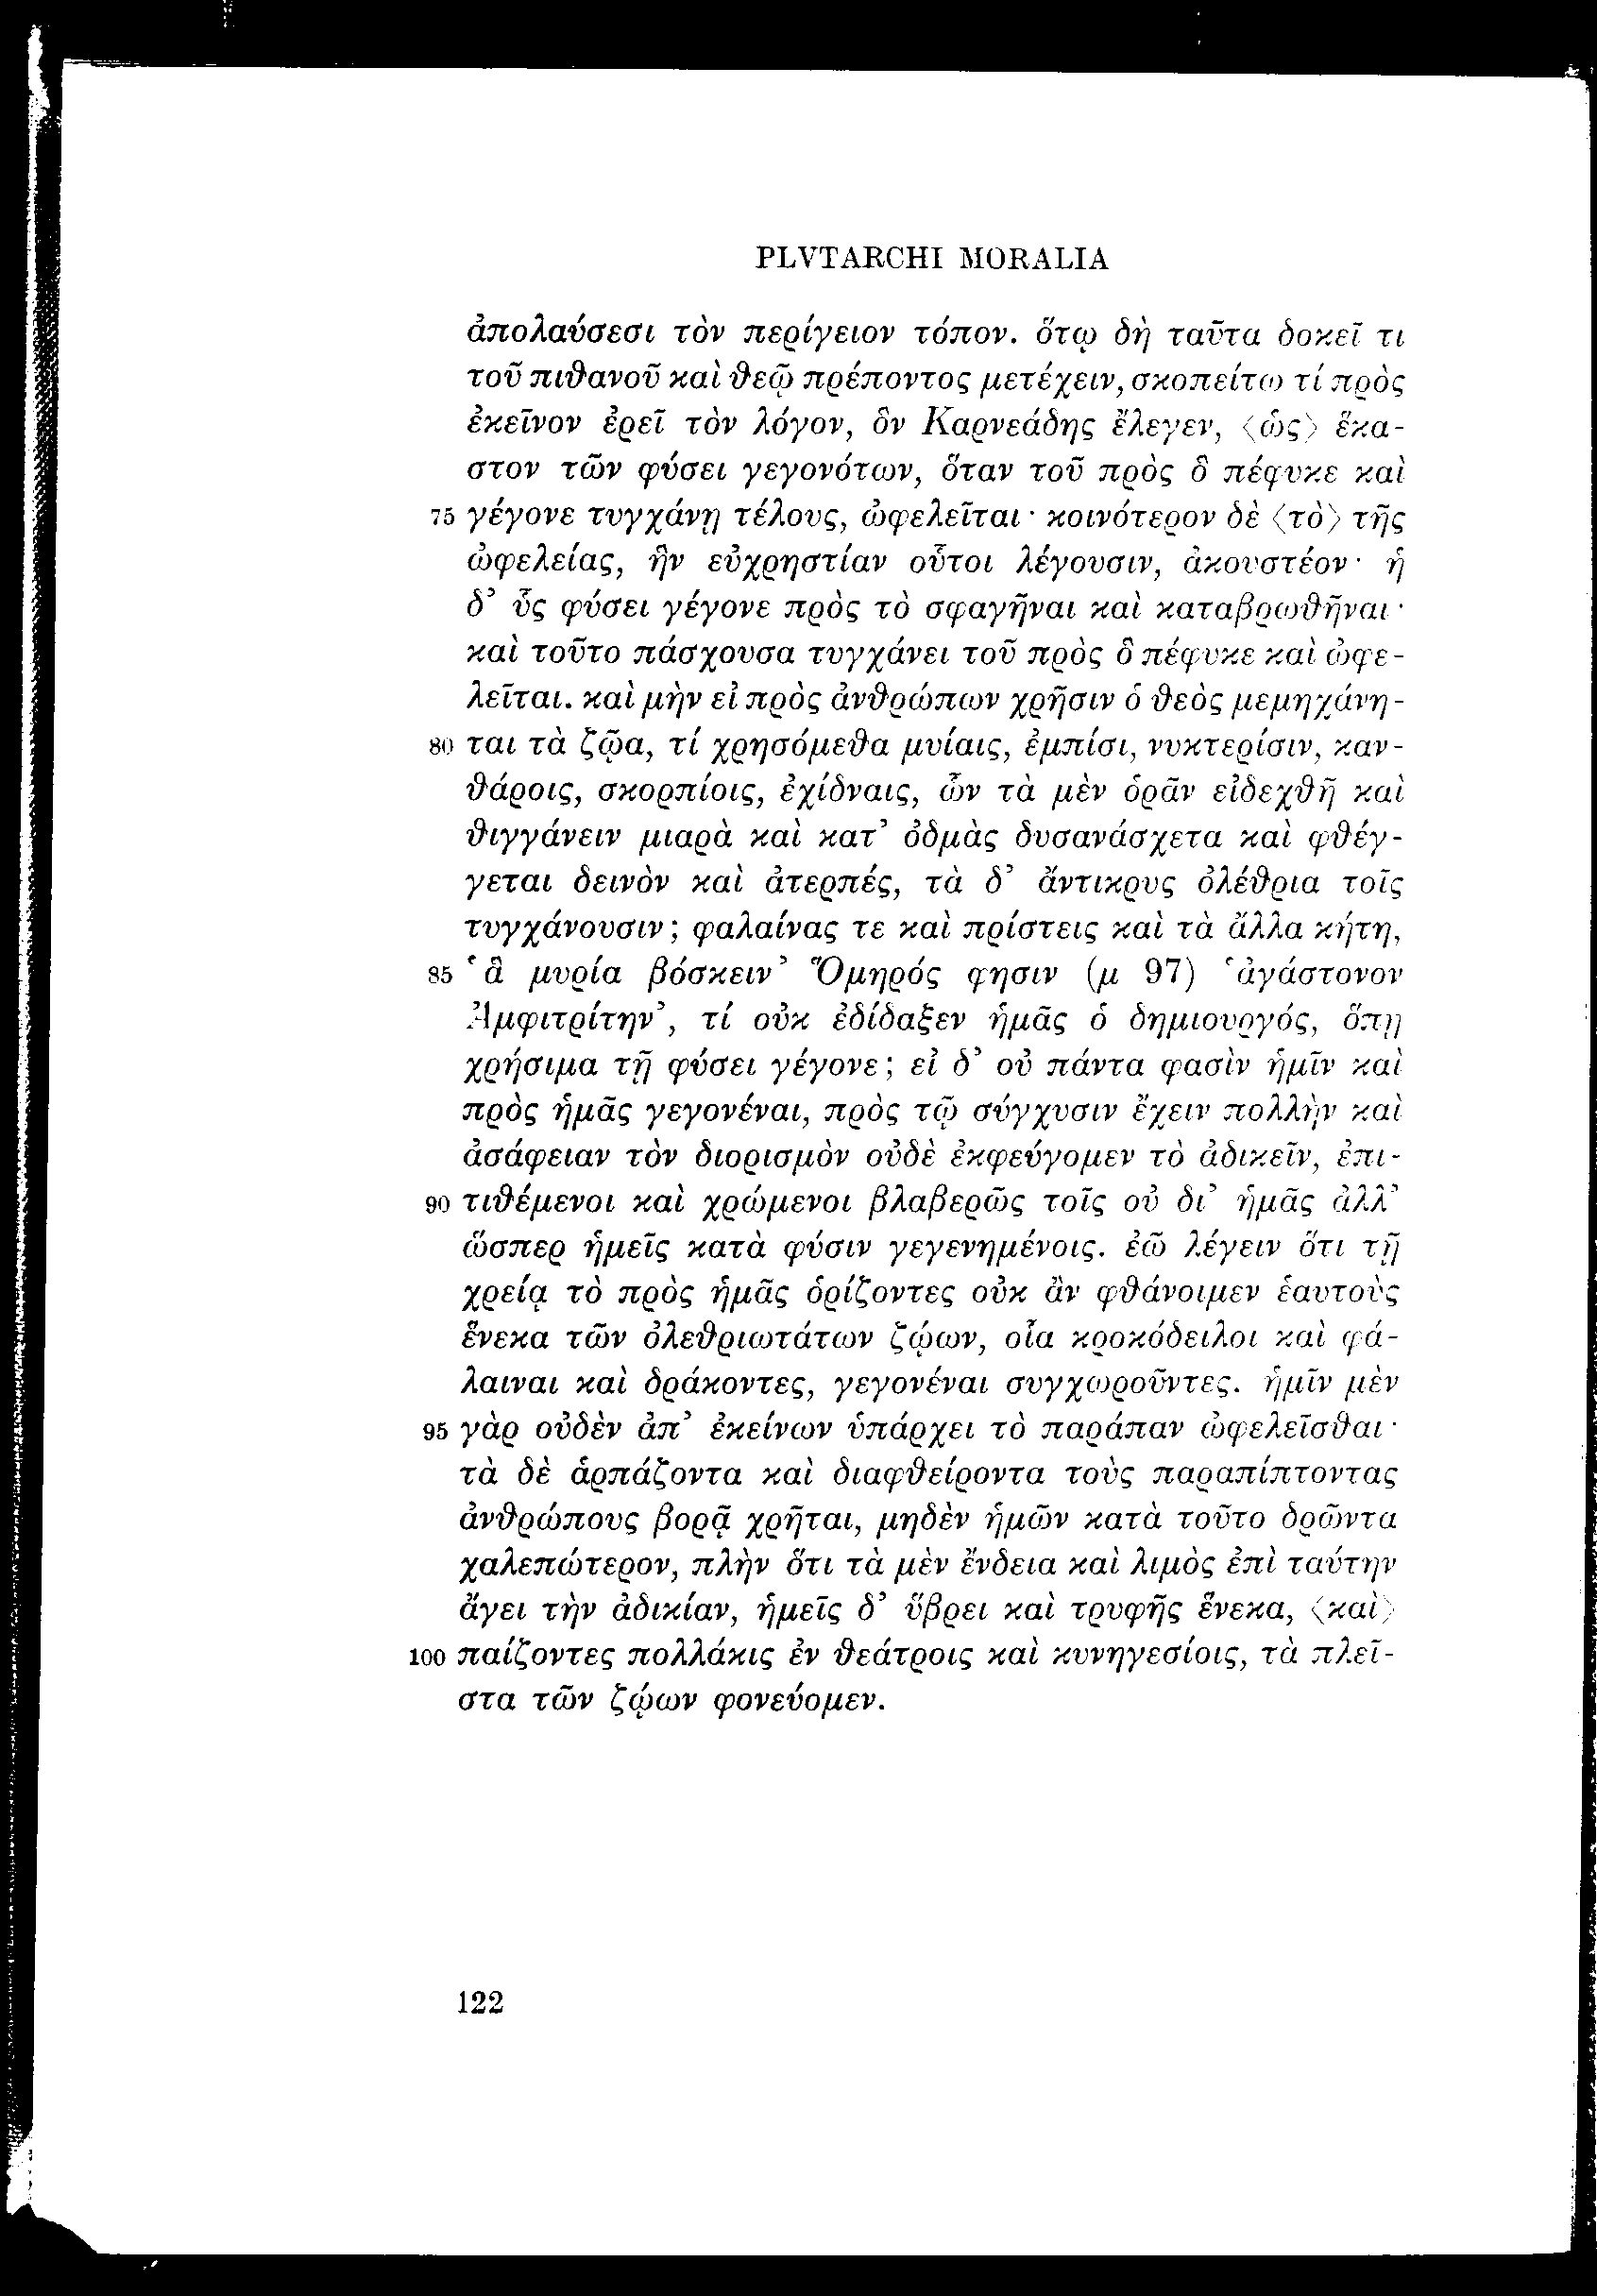 PLVTARCHI MORALIA
ἀπολαύσεσι τὸν περίγειον τόπον. ὅτῳ δὴ ταῦτα δοκεῖ τι
τοῦ πιθανοῦ καὶ θεῷ πρέποντος μετέχειν, σκοπείτω τί πρὸς
ἐκεῖνον ἐρεῖ τὸν λόγον, ὃν Καρνεάδης ἔλεγεν, ⟨ὡς⟩ ἕκα-
στον τῶν φύσει γεγονότων, ὅταν τοῦ πρὸς ὃ πέφυκε καὶ
75 γέγονε τυγχάνῃ τέλους, ὠφελεῖται· κοινότερον δὲ ⟨τὸ⟩ τῆς
ὠφελείας, ἣν εὐχρηστίαν οὗτοι λέγουσιν, ἀκουστέον· ἡ
δ’ ὗς φύσει γέγονε πρὸς τὸ σφαγῆναι καὶ καταβρωθῆναι·
καὶ τοῦτο πάσχουσα τυγχάνει τοῦ πρὸς ὃ πέφυκε καὶ ὠφε-
λεῖται. καὶ μὴν εἰ πρὸς ἀνθρώπων χρῆσιν ὁ θεὸς μεμηχάνη-
80 ται τὰ ζῷα, τί χρησόμεθα μυίαις, ἐμπίσι, νυκτερίσιν, καν-
θάροις, σκορπίοις, ἐχίδναις, ὧν τὰ μὲν ὁρᾶν εἰδεχθῆ καὶ
θιγγάνειν μιαρὰ καὶ κατ’ ὀδμὰς δυσανάσχετα καὶ φθέγ-
γεται δεινὸν καὶ ἀτερπές, τὰ δ’ ἄντικρυς ὀλέθρια τοῖς
τυγχάνουσιν; φαλαίνας τε καὶ πρίστεις καὶ τὰ ἄλλα κήτη,
85 ‘ἃ μυρία βόσκειν’ Ὅμηρός φησιν (μ 97) ‘ἀγάστονον
Ἀμφιτρίτην’, τί οὐκ ἐδίδαξεν ἡμᾶς ὁ δημιουργός, ὅπῃ
χρήσιμα τῇ φύσει γέγονε; εἰ δ’ οὐ πάντα φασὶν ἡμῖν καὶ
πρὸς ἡμᾶς γεγονέναι, πρὸς τῷ σύγχυσιν ἔχειν πολλὴν καὶ
ἀσάφειαν τὸν διορισμὸν οὐδὲ ἐκφεύγομεν τὸ ἀδικεῖν, ἐπι-
90 τιθέμενοι καὶ χρώμενοι βλαβερῶς τοῖς οὐ δι’ ἡμᾶς ἀλλ’
ὥσπερ ἡμεῖς κατὰ φύσιν γεγενημένοις. ἐῶ λέγειν ὅτι τῇ
χρείᾳ τὸ πρὸς ἡμᾶς ὁρίζοντες οὐκ ἂν φθάνοιμεν ἑαυτοὺς
ἕνεκα τῶν ὀλεθριωτάτων ζῴων, οἷα κροκόδειλοι καὶ φά-
λαιναι καὶ δράκοντες, γεγονέναι συγχωροῦντες. ἡμῖν μὲν
95 γὰρ οὐδὲν ἀπ’ ἐκείνων ὑπάρχει τὸ παράπαν ὠφελεῖσθαι·
τὰ δὲ ἁρπάζοντα καὶ διαφθείροντα τοὺς παραπίπτοντας
ἀνθρώπους βορᾷ χρῆται, μηδὲν ἡμῶν κατὰ τοῦτο δρῶντα
χαλεπώτερον, πλὴν ὅτι τὰ μὲν ἔνδεια καὶ λιμὸς ἐπὶ ταύτην
ἄγει τὴν ἀδικίαν, ἡμεῖς δ’ ὕβρει καὶ τρυφῆς ἕνεκα, ⟨καὶ⟩
100 παίζοντες πολλάκις ἐν θεάτροις καὶ κυνηγεσίοις, τὰ πλεῖ-
στα τῶν ζῴων φονεύομεν.
122